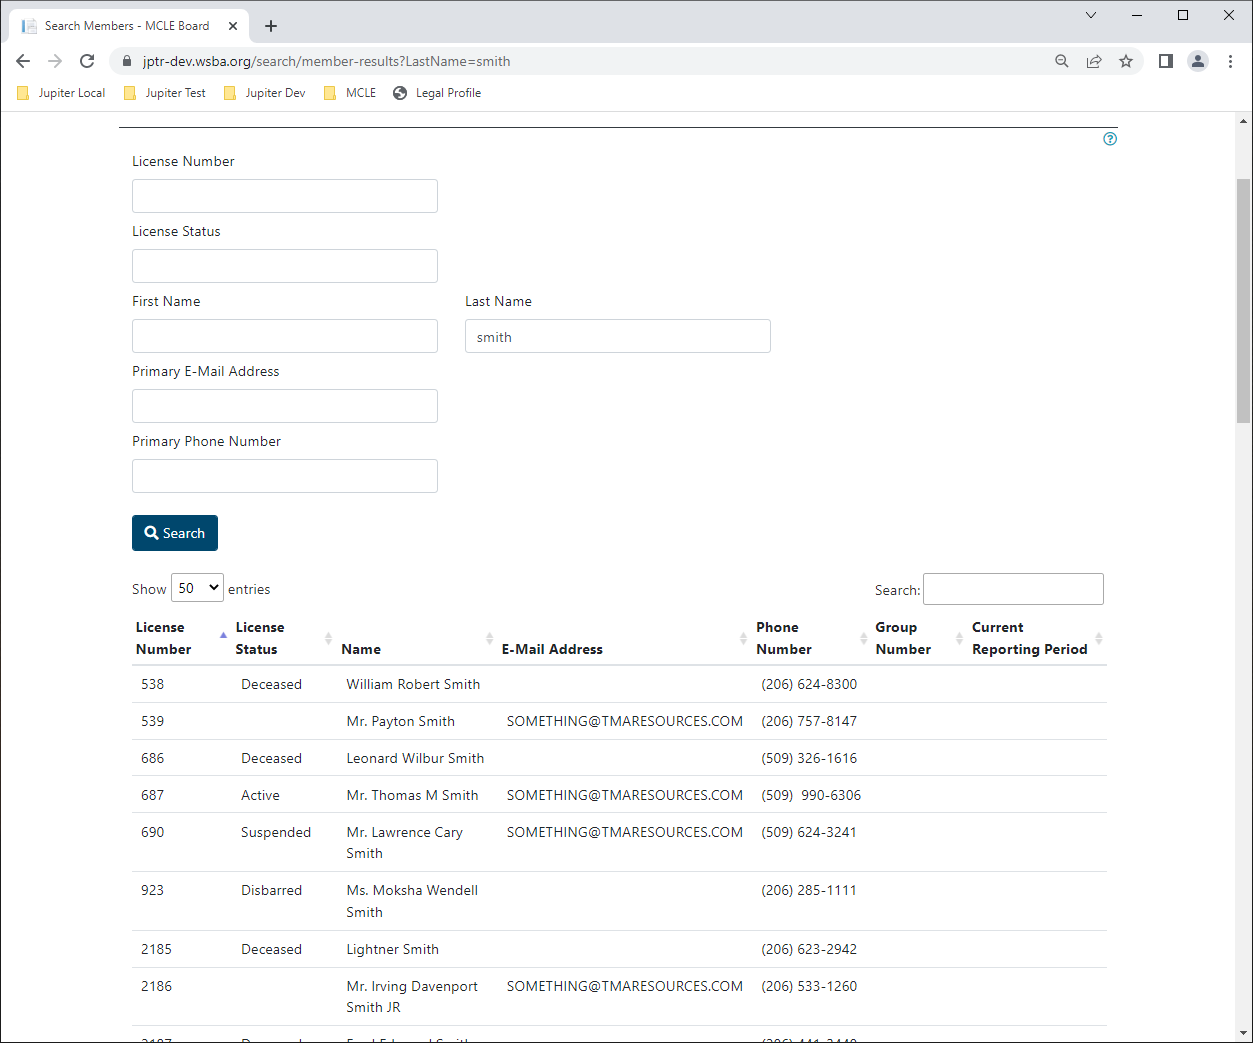 Search Members - MCLE Board
jptr-dev.wsba.org/search/member-results?LastName=smith
Jupiter Local Jupiter Test Jupiter Dev MCLE Legal Profile
License Number
License Status
First Name Last Name
smith
Primary E-Mail Address
Primary Phone Number
Search
Show 50 entries Search:
License Number License Status Name E-Mail Address Phone Number Group Number Current Reporting Period
538 Deceased William Robert Smith (206) 624-8300
539 Mr. Payton Smith SOMETHING@TMARESOURCES.COM (206) 757-8147
686 Deceased Leonard Wilbur Smith (509) 326-1616
687 Active Mr. Thomas M Smith SOMETHING@TMARESOURCES.COM (509)  990-6306
690 Suspended Mr. Lawrence Cary Smith SOMETHING@TMARESOURCES.COM (509) 624-3241
923 Disbarred Ms. Moksha Wendell Smith (206) 285-1111
2185 Deceased Lightner Smith (206) 623-2942
2186 Mr. Irving Davenport Smith JR SOMETHING@TMARESOURCES.COM (206) 533-1260